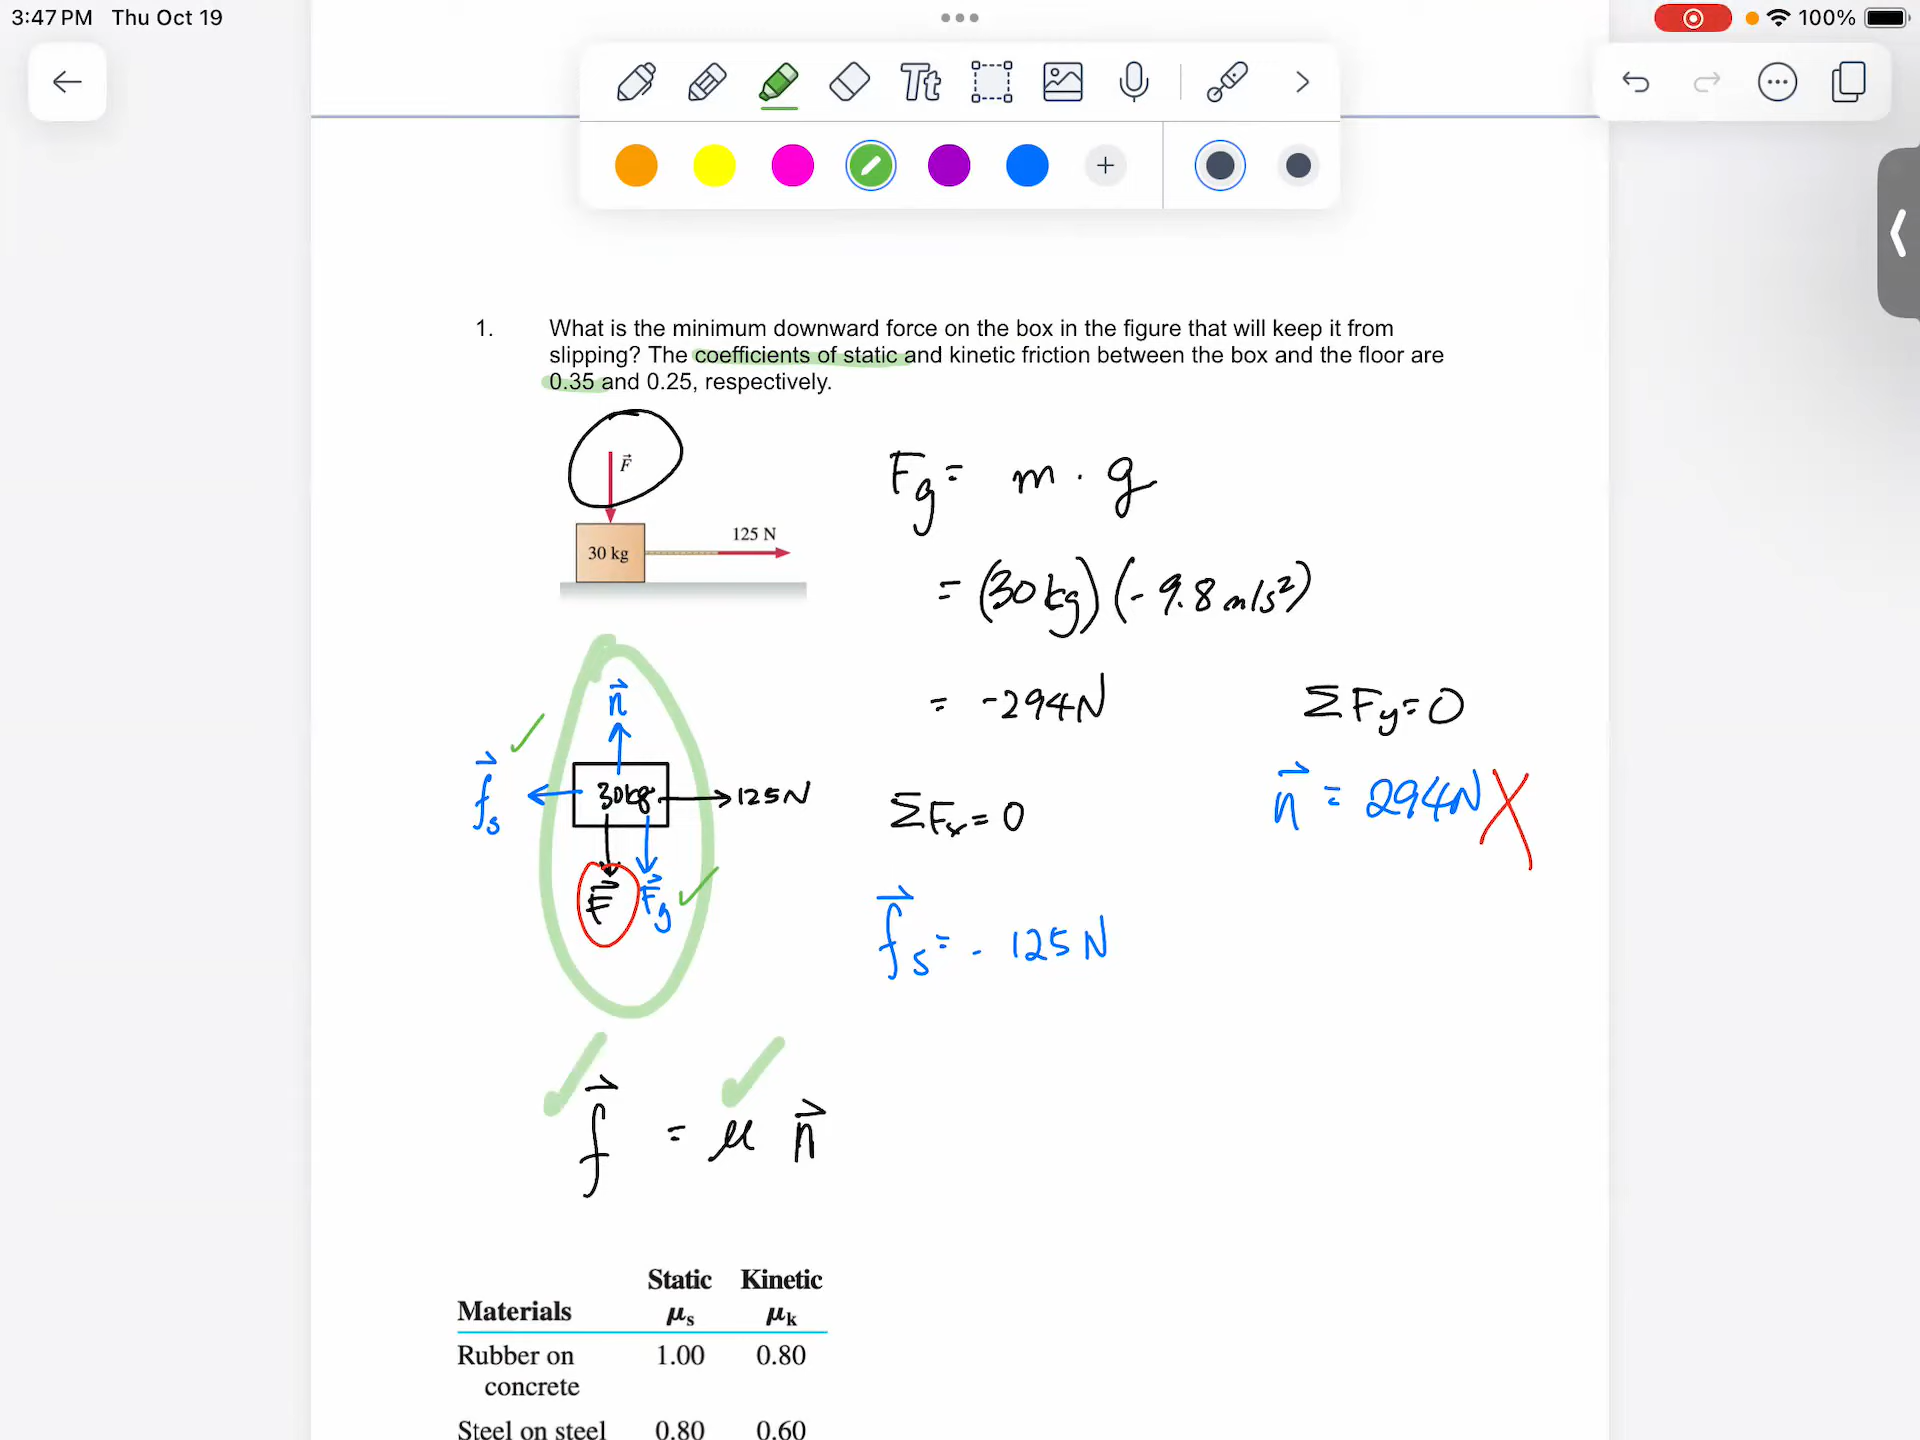 3:47 PM Thu Oct 19
100%
Tt
1. What is the minimum downward force on the box in the figure that will keep it from
slipping? The coefficients of static and kinetic friction between the box and the floor are
0.35 and 0.25, respectively.
F⃗
125 N
30 kg
Fg = m · g
= (30 kg) (- 9.8 m/s²)
= -294N
ΣFy = 0
n⃗
f⃗s
30kg
125N
F⃗
F⃗g
ΣFx = 0
n⃗ = 294N X
f⃗s = - 125 N
f⃗ = μ n⃗
Static Kinetic
Materials μs μk
Rubber on 1.00 0.80
concrete
Steel on steel 0.80 0.60